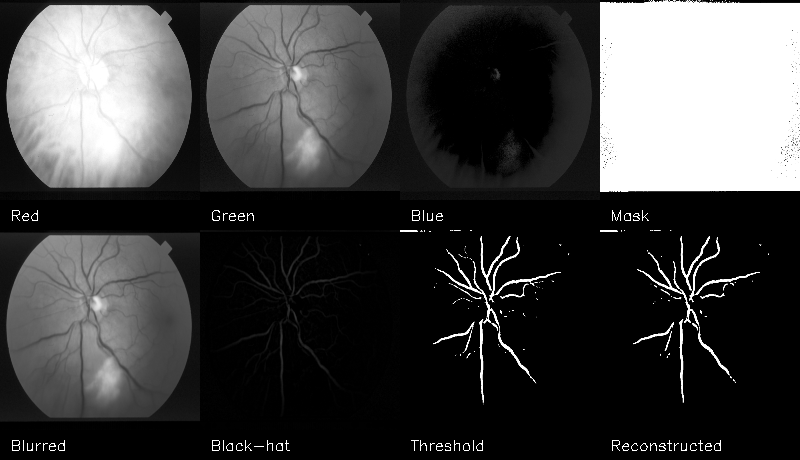 Red
Green
Blue
Mask
Blurred
Black-hat
Threshold
Reconstructed